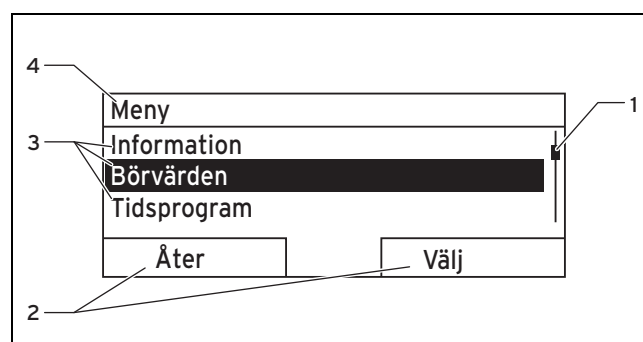 4
Meny
1
3
Information
Börvärden
Tidsprogram
Åter Välj
2